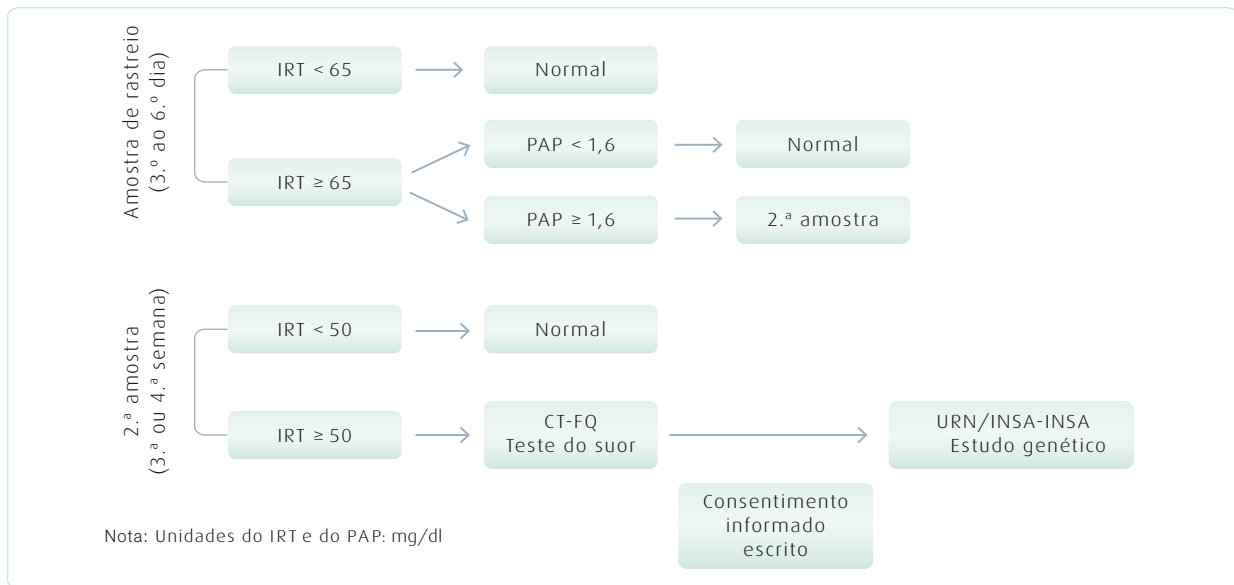 Amostra de rastreio
(3.º ao 6.º dia)
IRT < 65
Normal
IRT ≥ 65
PAP < 1,6
Normal
PAP ≥ 1,6
2.ª amostra
2.ª amostra
(3.ª ou 4.ª semana)
IRT < 50
Normal
IRT ≥ 50
CT-FQ
Teste do suor
URN/INSA-INSA
Estudo genético
Consentimento
informado
escrito
Nota: Unidades do IRT e do PAP: mg/dl